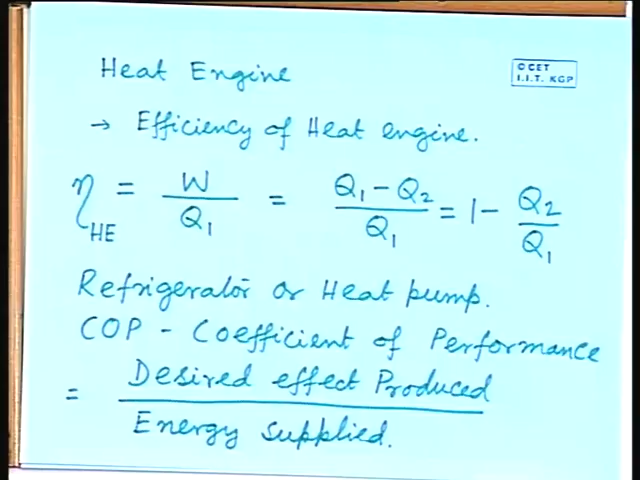 Heat Engine
© CET
I.I.T. KGP
→ Efficiency of Heat engine.
η_HE = W/Q₁ = (Q₁ - Q₂)/Q₁ = 1 - Q₂/Q₁
Refrigerator or Heat pump.
COP - Coefficient of Performance
= Desired effect Produced
Energy supplied.